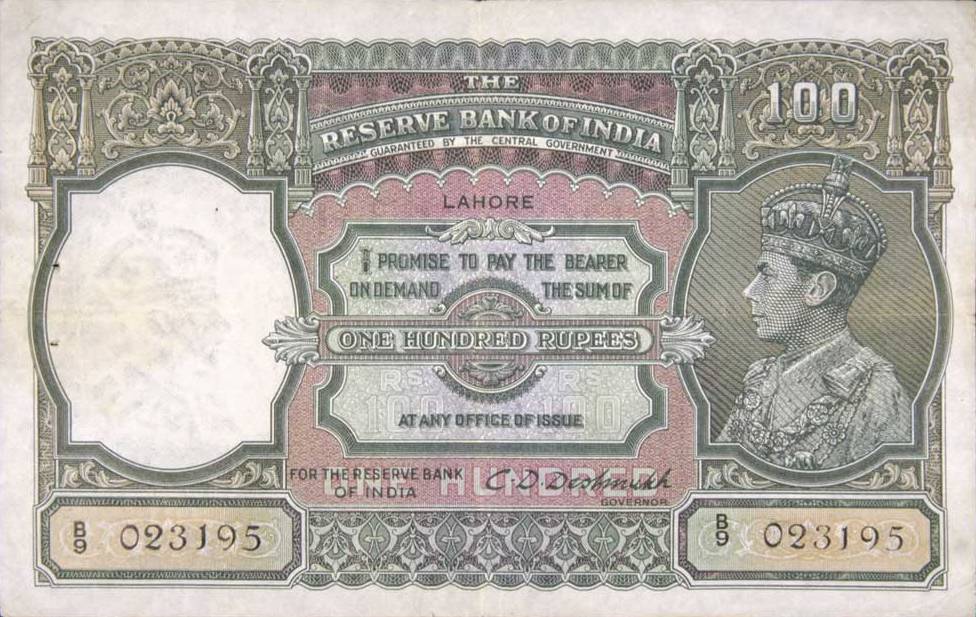 THE
100
RESERVE BANK OF INDIA
GUARANTEED BY THE CENTRAL GOVERNMENT
LAHORE
I PROMISE TO PAY THE BEARER
ON DEMAND THE SUM OF
ONE HUNDRED RUPEES
RS RS
100 100
AT ANY OFFICE OF ISSUE
FOR THE RESERVE BANK
OF INDIA
C. D. Deshmukh
HUNDRED
GOVERNOR
B/9 023195
B/9 023195